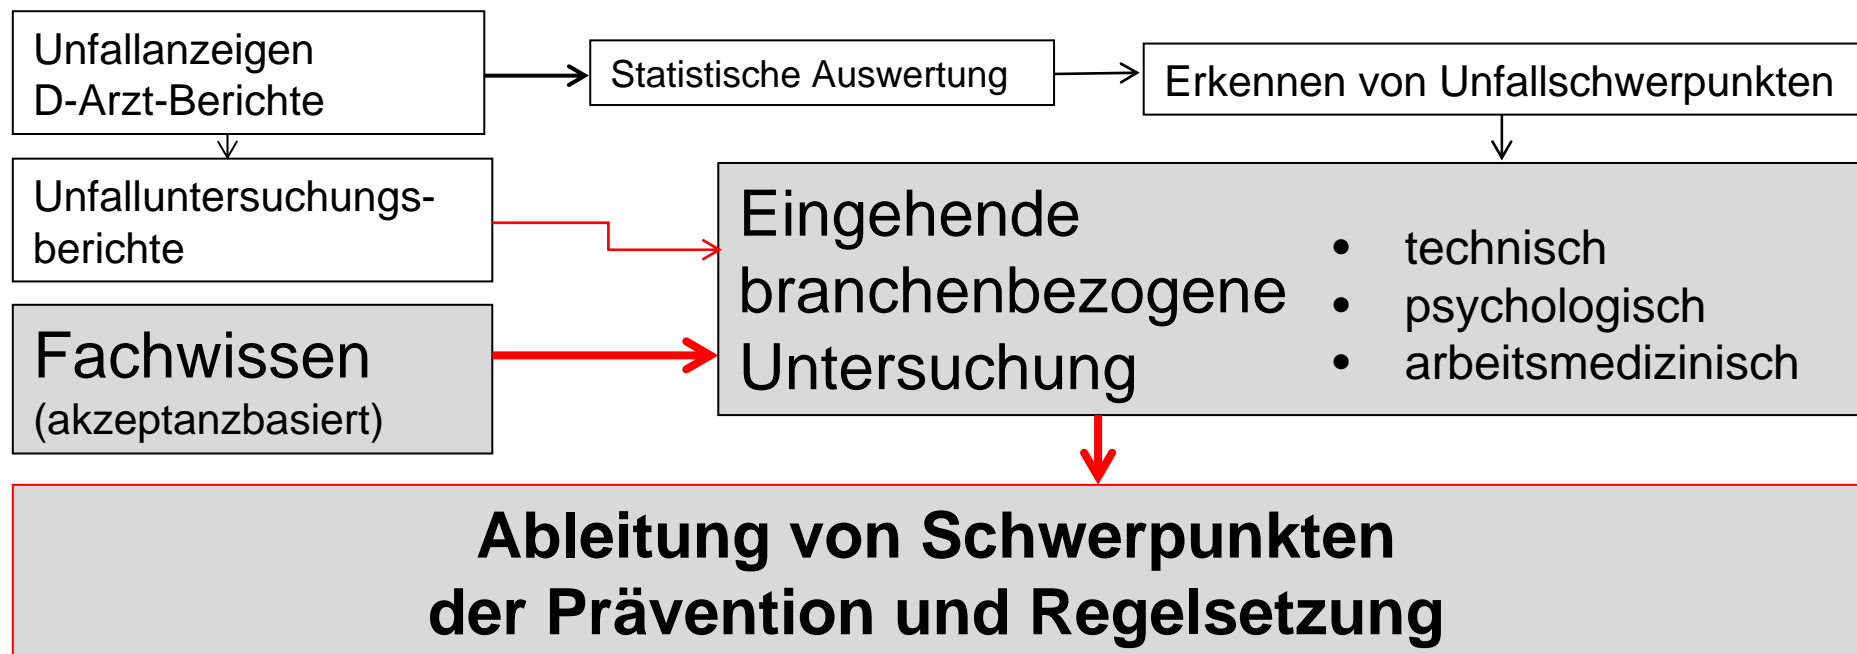 Unfallanzeigen
D-Arzt-Berichte
Statistische Auswertung
Erkennen von Unfallschwerpunkten
Unfalluntersuchungs-
berichte
Fachwissen
(akzeptanzbasiert)
Eingehende
branchenbezogene
Untersuchung
• technisch
• psychologisch
• arbeitsmedizinisch
Ableitung von Schwerpunkten
der Prävention und Regelsetzung